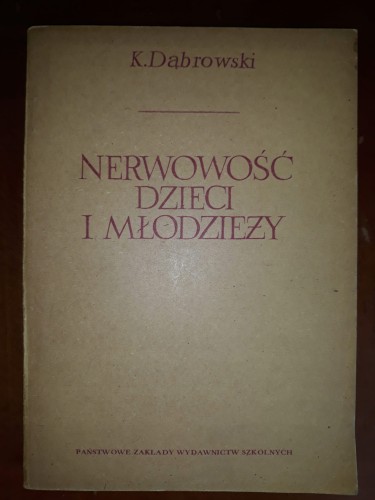 K. Dąbrowski
NERWOWOŚĆ
DZIECI
I MŁODZIEŻY
PAŃSTWOWE ZAKŁADY WYDAWNICTW SZKOLNYCH